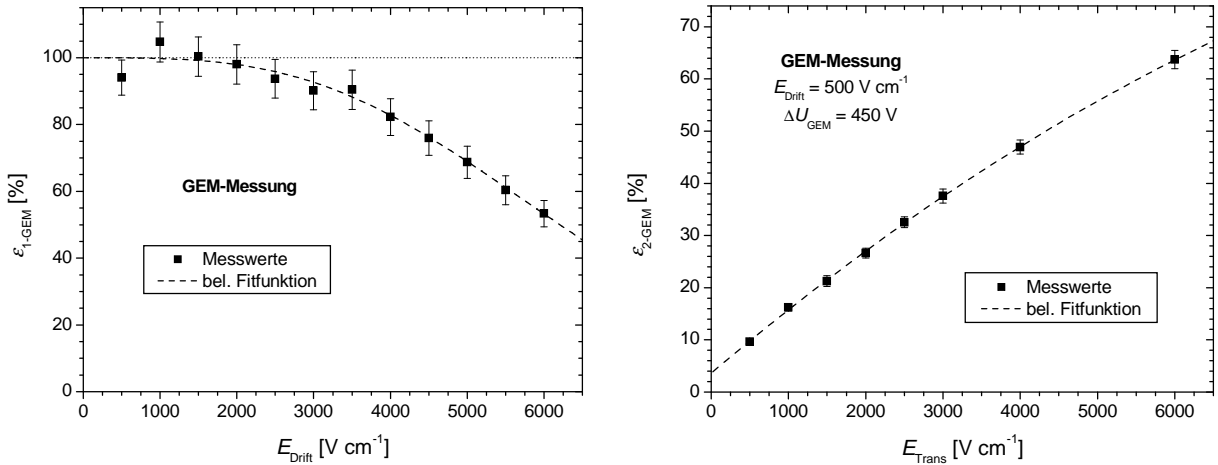 100
80
60
40
20
0
ε1-GEM [%]
GEM-Messung
Messwerte
bel. Fitfunktion
0 1000 2000 3000 4000 5000 6000
EDrift [V cm⁻¹]
70
60
50
40
30
20
10
0
ε2-GEM [%]
GEM-Messung
EDrift = 500 V cm⁻¹
ΔUGEM = 450 V
Messwerte
bel. Fitfunktion
0 1000 2000 3000 4000 5000 6000
ETrans [V cm⁻¹]